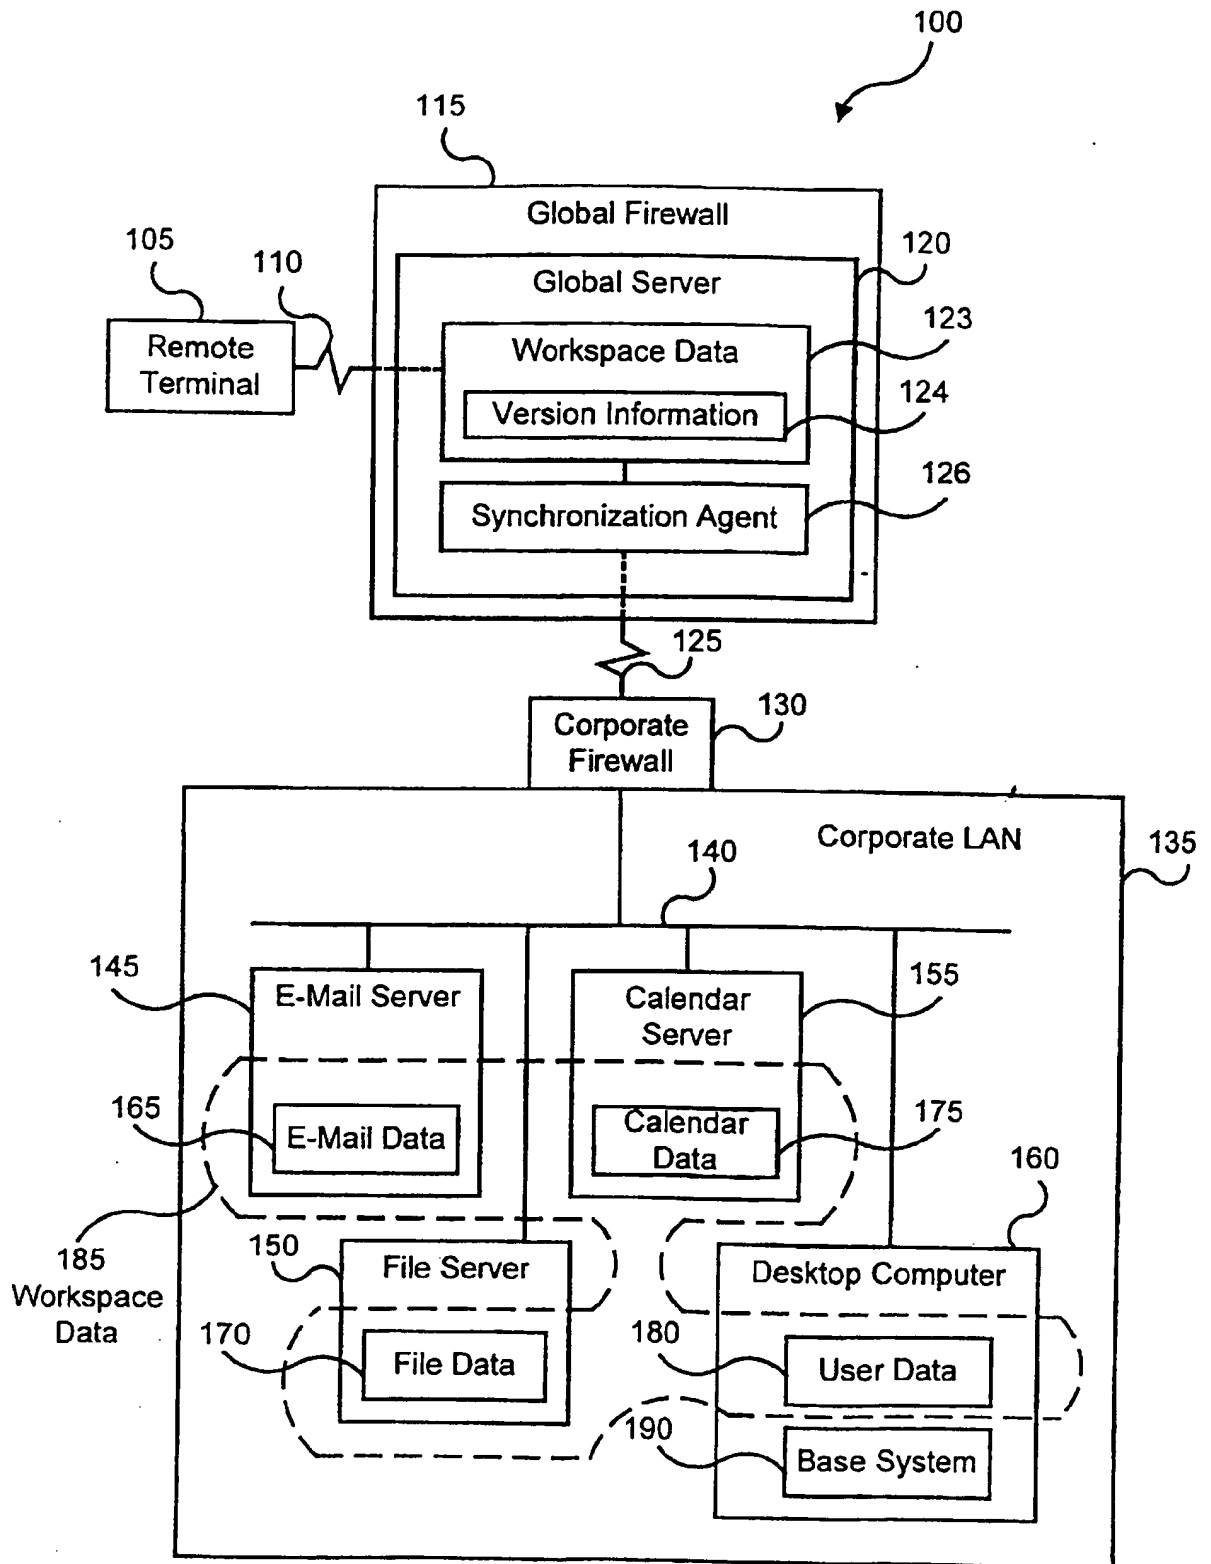 100
115
Global Firewall
105
110
120
Global Server
123
Remote
Terminal
Workspace Data
124
Version Information
126
Synchronization Agent
125
130
Corporate
Firewall
Corporate LAN
135
140
145
E-Mail Server
Calendar
Server
155
165
E-Mail Data
Calendar
Data
175
160
185
Workspace
Data
150
File Server
Desktop Computer
170
File Data
180
User Data
190
Base System